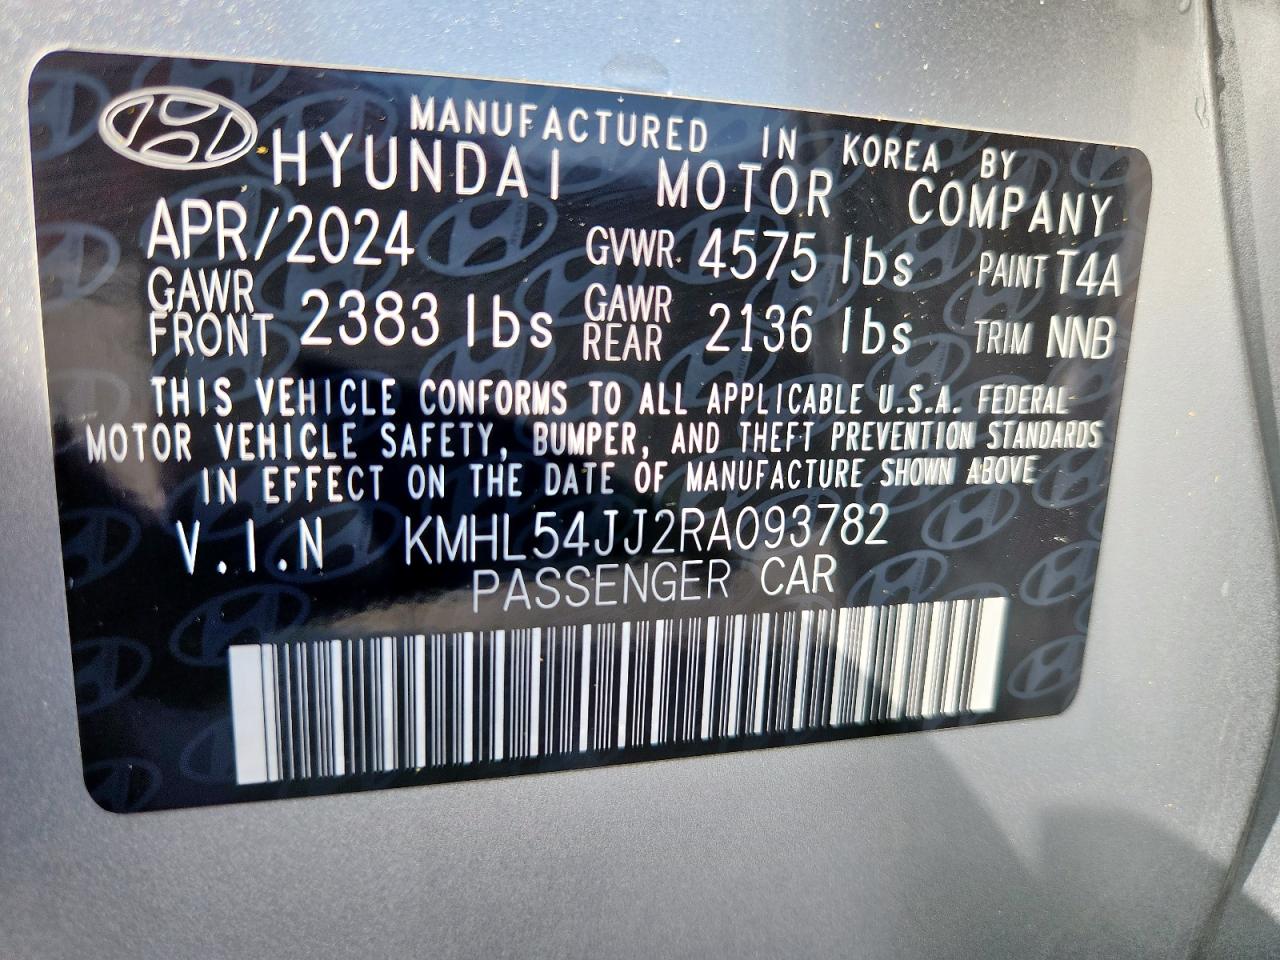 MANUFACTURED IN KOREA BY
HYUNDAI MOTOR COMPANY
APR/2024 GVWR 4575 lbs PAINT T4A
GAWR FRONT 2383 lbs GAWR REAR 2136 lbs TRIM NNB
THIS VEHICLE CONFORMS TO ALL APPLICABLE U.S.A. FEDERAL
MOTOR VEHICLE SAFETY, BUMPER, AND THEFT PREVENTION STANDARDS
IN EFFECT ON THE DATE OF MANUFACTURE SHOWN ABOVE
V.I.N KMHL54JJ2RA093782
PASSENGER CAR